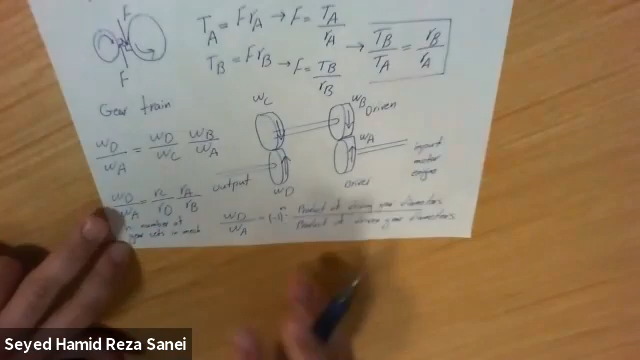 F
F
T_A = F r_A → F = T_A / r_A
T_B = F r_B → F = T_B / r_B
→ T_B / T_A = r_B / r_A
Gear train
ω_D / ω_A = ω_D / ω_C ω_B / ω_A
ω_C
ω_B Driven
ω_A
input
motor
engine
output
ω_D
Driver
ω_D / ω_A = r_C / r_D r_A / r_B
n number of
gear sets in mesh
ω_D / ω_A = (-1)^n Product of driving gear diameters / Product of driven gear diameters
Seyed Hamid Reza Sanei